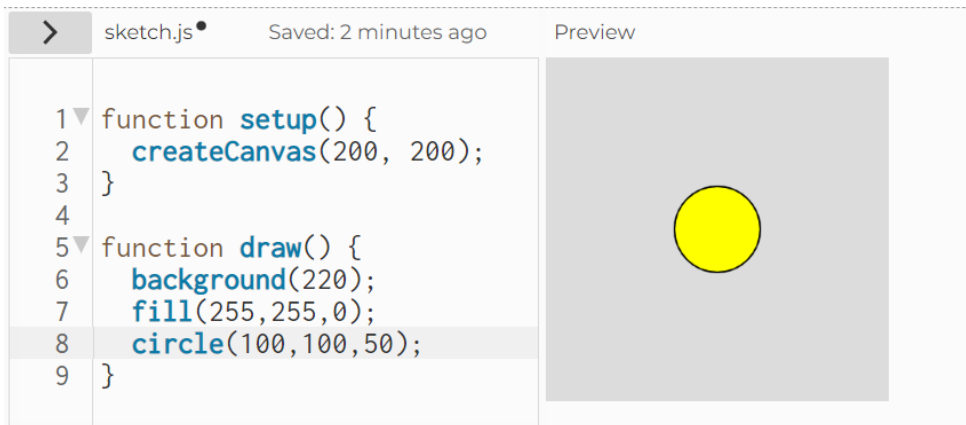 sketch.js● Saved: 2 minutes ago Preview
1 function setup() {
2   createCanvas(200, 200);
3 }
4
5 function draw() {
6   background(220);
7   fill(255,255,0);
8   circle(100,100,50);
9 }